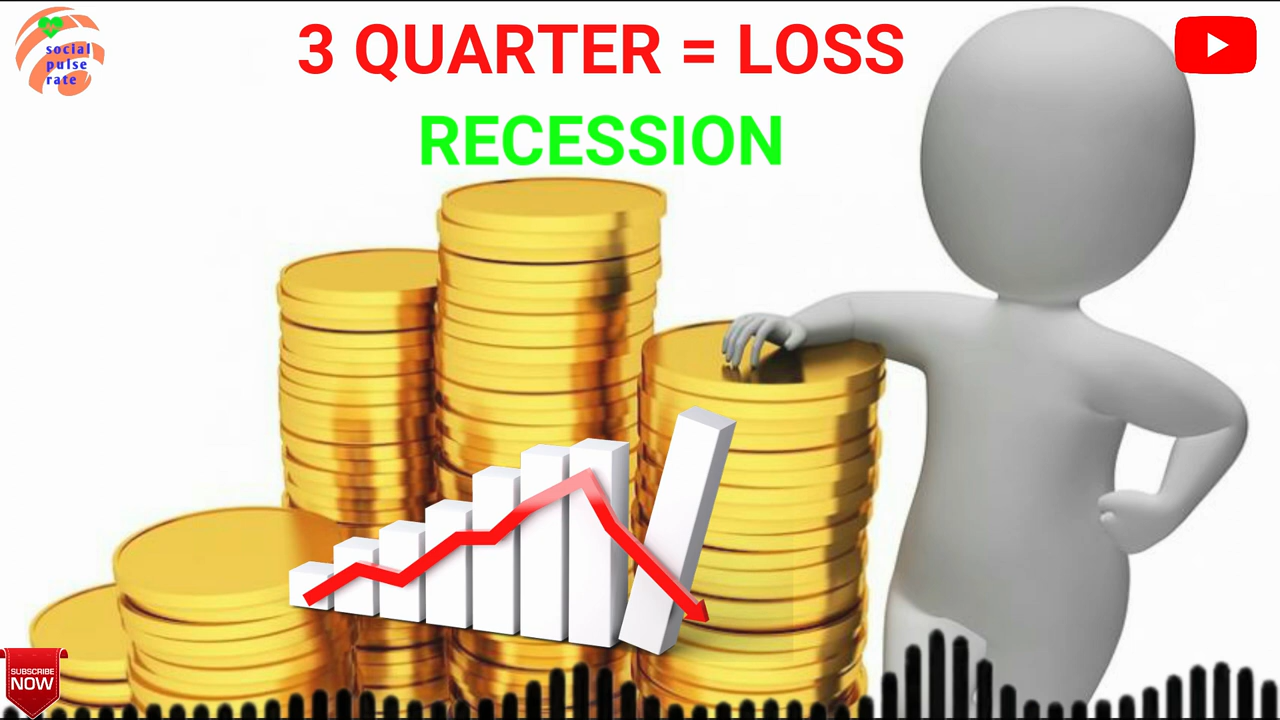 social
pulse
rate
3 QUARTER = LOSS
RECESSION
SUBSCRIBE
NOW